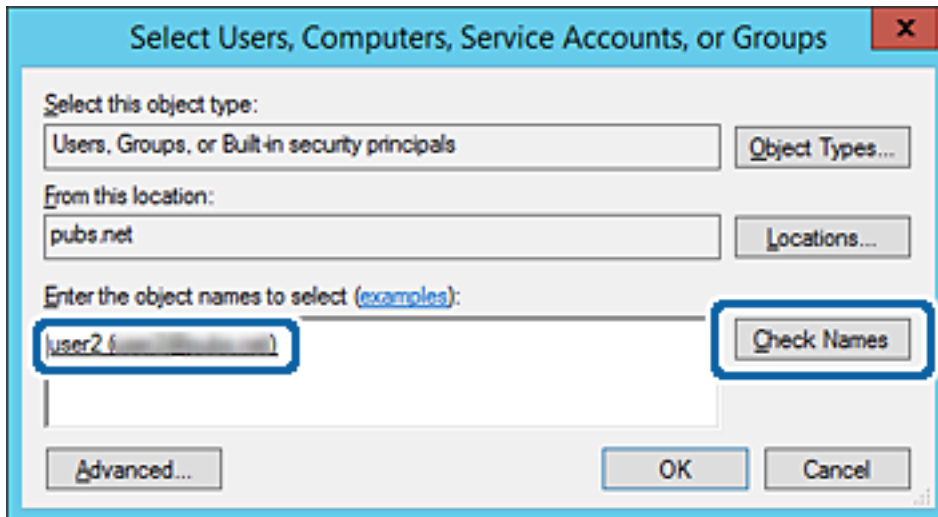 Select Users, Computers, Service Accounts, or Groups
x
Select this object type:
Users, Groups, or Built-in security principals
Object Types...
From this location:
pubs.net
Locations...
Enter the object names to select (examples):
user2 (
Check Names
Advanced...
OK
Cancel